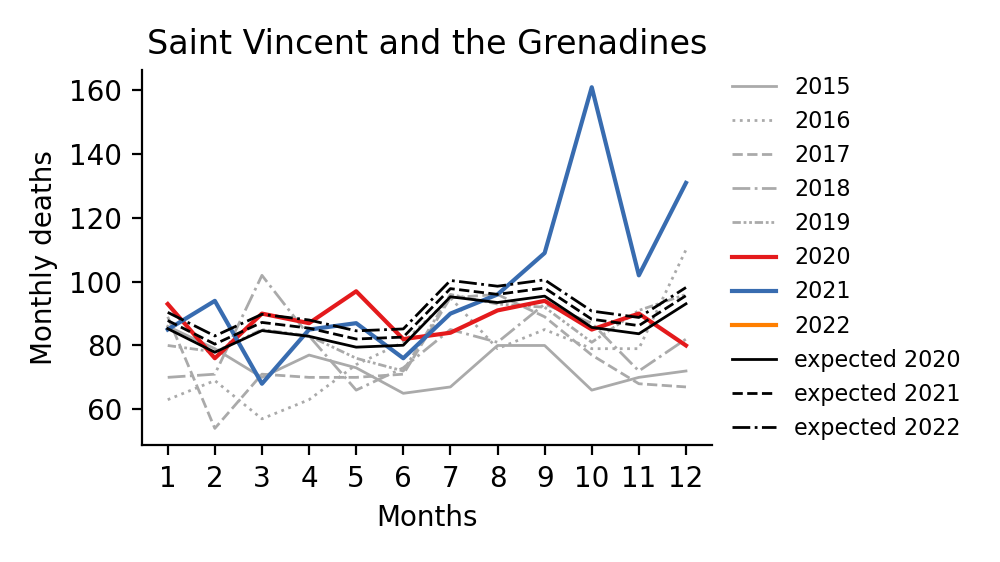 Saint Vincent and the Grenadines
Monthly deaths
160
140
120
100
80
60
1 2 3 4 5 6 7 8 9 10 11 12
Months
2015
2016
2017
2018
2019
2020
2021
2022
expected 2020
expected 2021
expected 2022